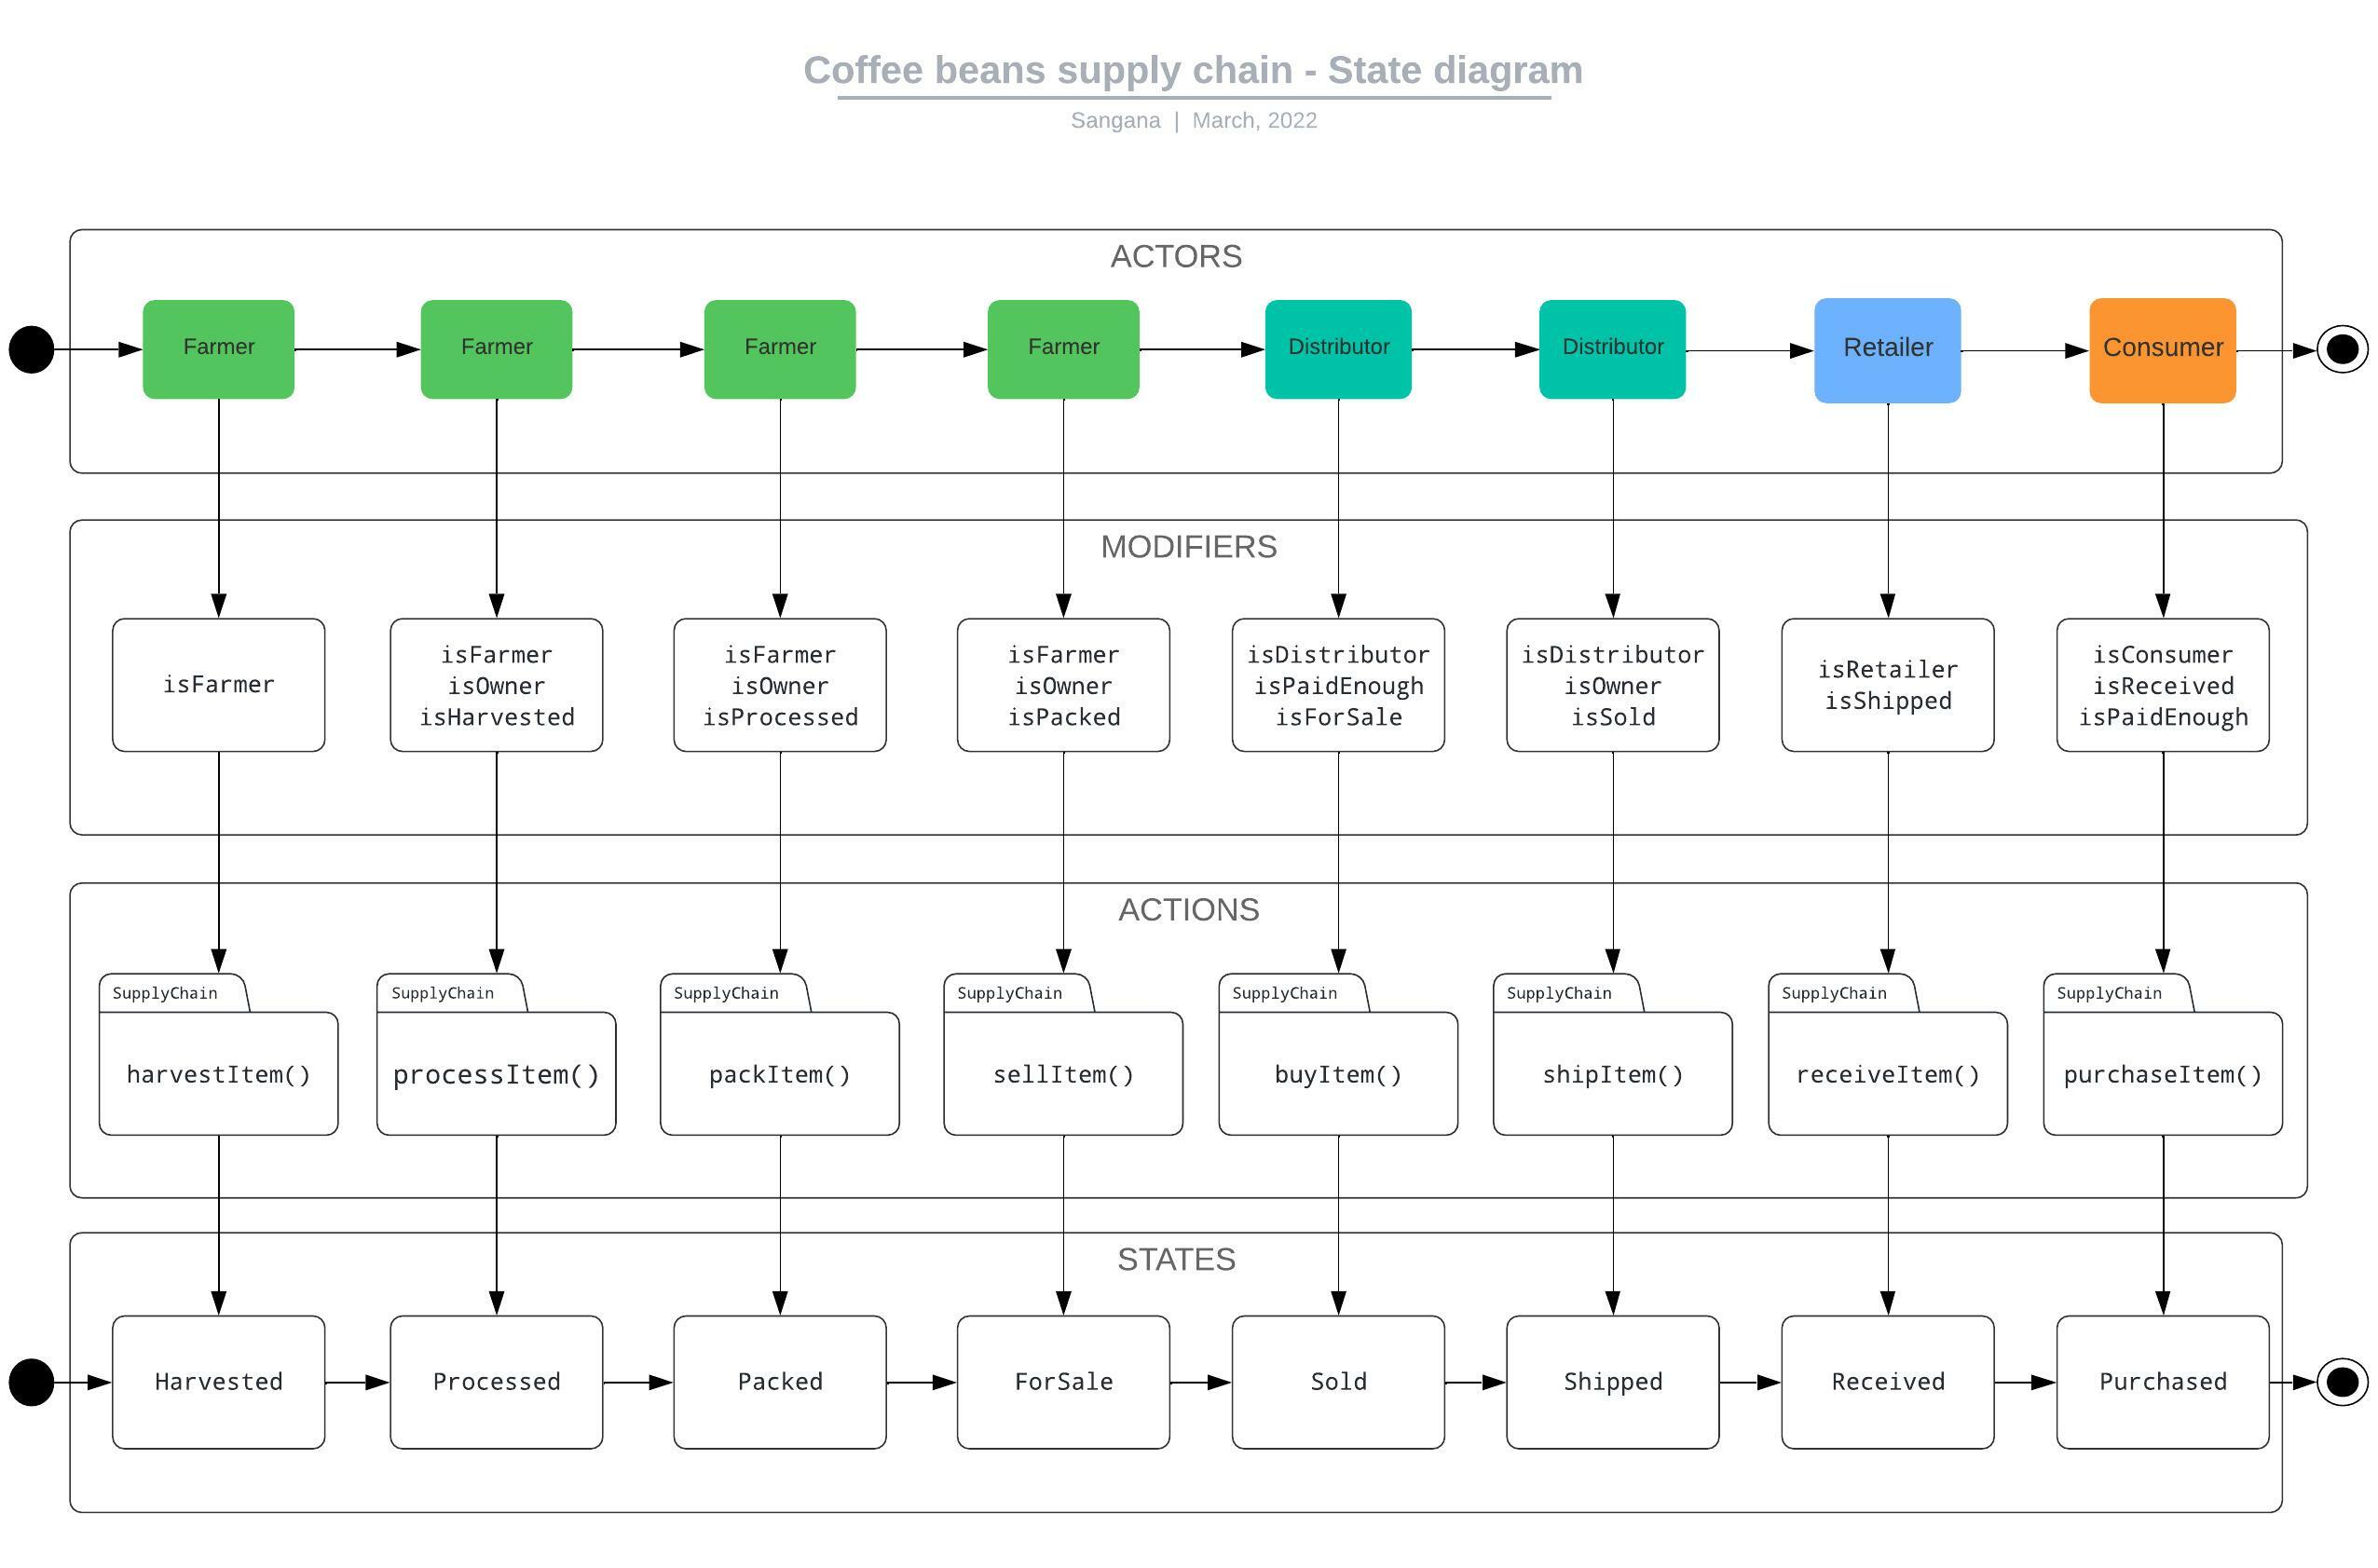 Coffee beans supply chain - State diagram
Sangana | March, 2022
ACTORS
Farmer
Farmer
Farmer
Farmer
Distributor
Distributor
Retailer
Consumer
MODIFIERS
isFarmer
isFarmer
isOwner
isHarvested
isFarmer
isOwner
isProcessed
isFarmer
isOwner
isPacked
isDistributor
isPaidEnough
isForSale
isDistributor
isOwner
isSold
isRetailer
isShipped
isConsumer
isReceived
isPaidEnough
ACTIONS
SupplyChain
harvestItem()
SupplyChain
processItem()
SupplyChain
packItem()
SupplyChain
sellItem()
SupplyChain
buyItem()
SupplyChain
shipItem()
SupplyChain
receiveItem()
SupplyChain
purchaseItem()
STATES
Harvested
Processed
Packed
ForSale
Sold
Shipped
Received
Purchased